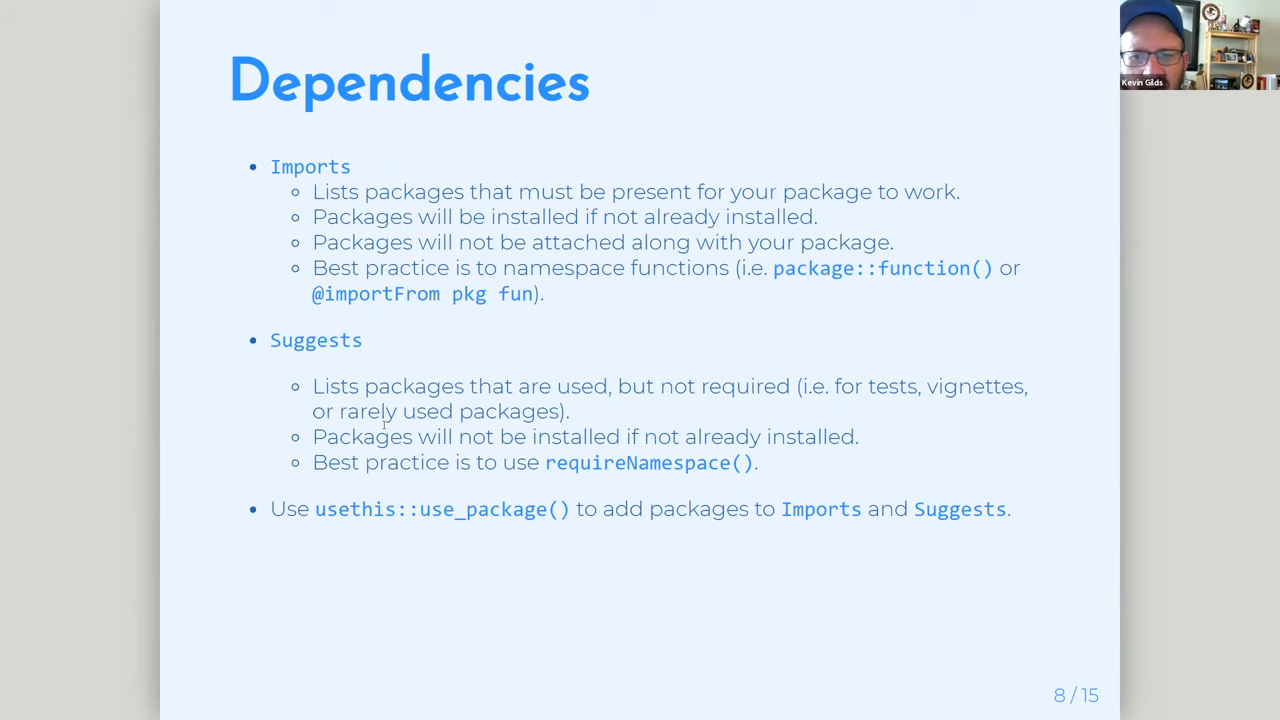 Dependencies
Imports
Lists packages that must be present for your package to work.
Packages will be installed if not already installed.
Packages will not be attached along with your package.
Best practice is to namespace functions (i.e. package::function() or
@importFrom pkg fun).
Suggests
Lists packages that are used, but not required (i.e. for tests, vignettes,
or rarely used packages).
Packages will not be installed if not already installed.
Best practice is to use requireNamespace().
Use usethis::use_package() to add packages to Imports and Suggests.
8 / 15
Kevin Gilds